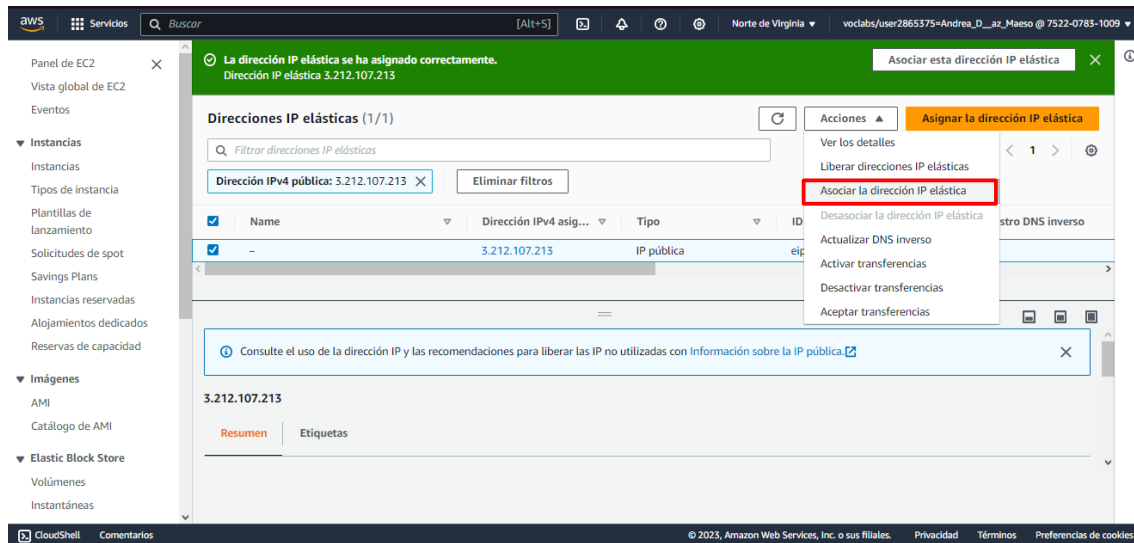 aws
Servicios
Buscar
[Alt+S]
Norte de Virginia
voclabs/user2865375=Andrea_D__az_Maeso @ 7522-0783-1009
Panel de EC2
Vista global de EC2
Eventos
Instancias
Instancias
Tipos de instancia
Plantillas de
lanzamiento
Solicitudes de spot
Savings Plans
Instancias reservadas
Alojamientos dedicados
Reservas de capacidad
Imágenes
AMI
Catálogo de AMI
Elastic Block Store
Volúmenes
Instantáneas
La dirección IP elástica se ha asignado correctamente.
Dirección IP elástica 3.212.107.213
Asociar esta dirección IP elástica
Direcciones IP elásticas (1/1)
Acciones
Asignar la dirección IP elástica
Filtrar direcciones IP elásticas
1
Dirección IPv4 pública: 3.212.107.213
Eliminar filtros
Ver los detalles
Liberar direcciones IP elásticas
Asociar la dirección IP elástica
Desasociar la dirección IP elástica
Actualizar DNS inverso
Activar transferencias
Desactivar transferencias
Aceptar transferencias
Name Dirección IPv4 asig... Tipo ID stro DNS inverso
– 3.212.107.213 IP pública eip
Consulte el uso de la dirección IP y las recomendaciones para liberar las IP no utilizadas con Información sobre la IP pública.
3.212.107.213
Resumen Etiquetas
CloudShell Comentarios © 2023, Amazon Web Services, Inc. o sus filiales. Privacidad Términos Preferencias de cookies